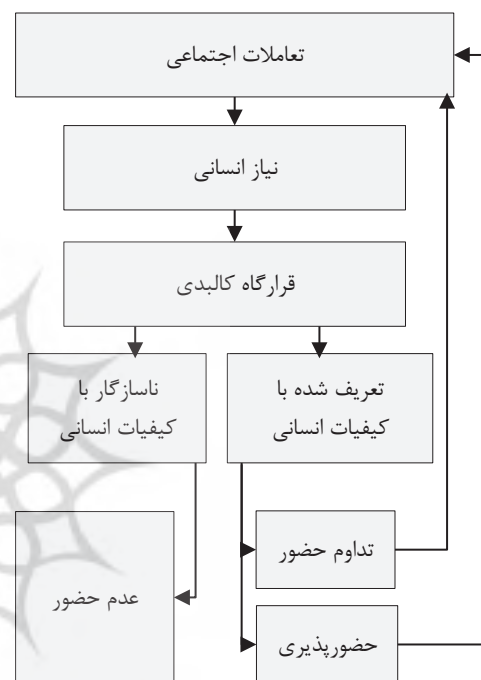 تعاملات اجتماعی
نیاز انسانی
قرارگاه کالبدی
تعریف شده با
کیفیات انسانی
ناسازگار با
کیفیات انسانی
تداوم حضور
عدم حضور
حضورپذیری